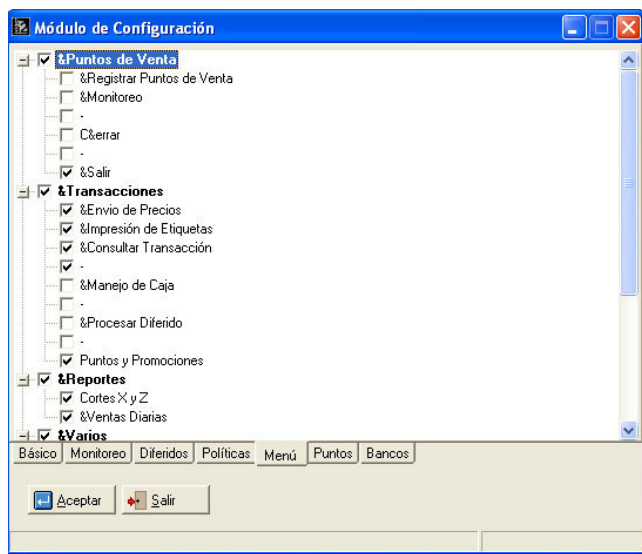 Módulo de Configuración
&Puntos de Venta
&Registrar Puntos de Venta
&Monitoreo
-
C&errar
-
&Salir
&Transacciones
&Envio de Precios
&Impresión de Etiquetas
&Consultar Transacción
-
&Manejo de Caja
-
&Procesar Diferido
-
Puntos y Promociones
&Reportes
Cortes X y Z
&Ventas Diarias
&Varios
Básico Monitoreo Diferidos Políticas Menú Puntos Bancos
Aceptar Salir